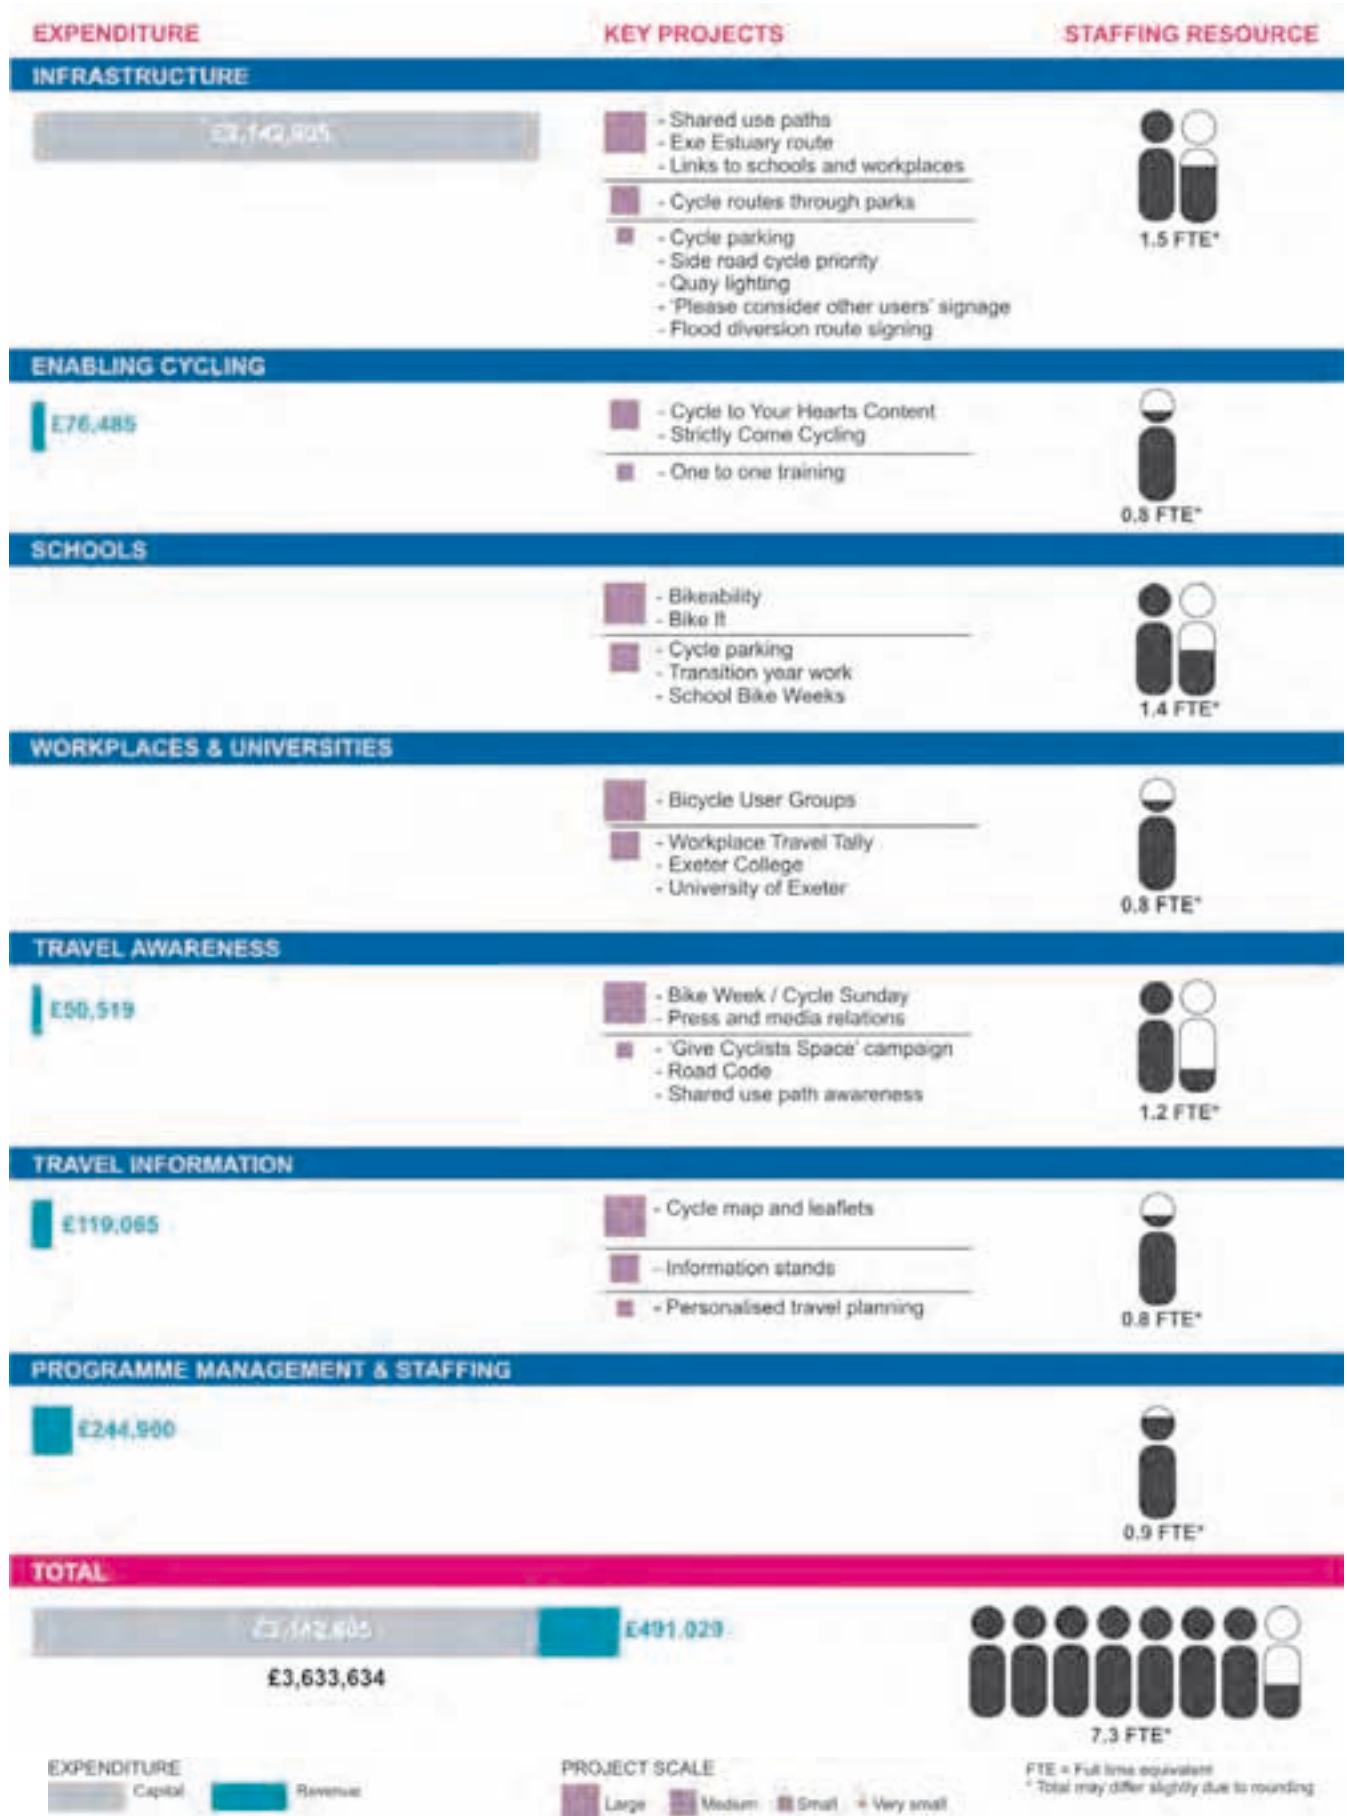 EXPENDITURE
KEY PROJECTS
STAFFING RESOURCE
INFRASTRUCTURE
£3,142,605
- Shared use paths
- Exe Estuary route
- Links to schools and workplaces
- Cycle routes through parks
- Cycle parking
- Side road cycle priority
- Quay lighting
- 'Please consider other users' signage
- Flood diversion route signing
1.5 FTE*
ENABLING CYCLING
£76,485
- Cycle to Your Hearts Content
- Strictly Come Cycling
- One to one training
0.8 FTE*
SCHOOLS
- Bikeability
- Bike It
- Cycle parking
- Transition year work
- School Bike Weeks
1.4 FTE*
WORKPLACES & UNIVERSITIES
- Bicycle User Groups
- Workplace Travel Tally
- Exeter College
- University of Exeter
0.8 FTE*
TRAVEL AWARENESS
£50,519
- Bike Week / Cycle Sunday
- Press and media relations
- 'Give Cyclists Space' campaign
- Road Code
- Shared use path awareness
1.2 FTE*
TRAVEL INFORMATION
£119,065
- Cycle map and leaflets
- Information stands
- Personalised travel planning
0.8 FTE*
PROGRAMME MANAGEMENT & STAFFING
£244,960
0.9 FTE*
TOTAL
£3,142,605
£491,029
£3,633,634
7.3 FTE*
EXPENDITURE
Capital
Revenue
PROJECT SCALE
Large
Medium
Small
Very small
FTE = Full time equivalent
* Total may differ slightly due to rounding